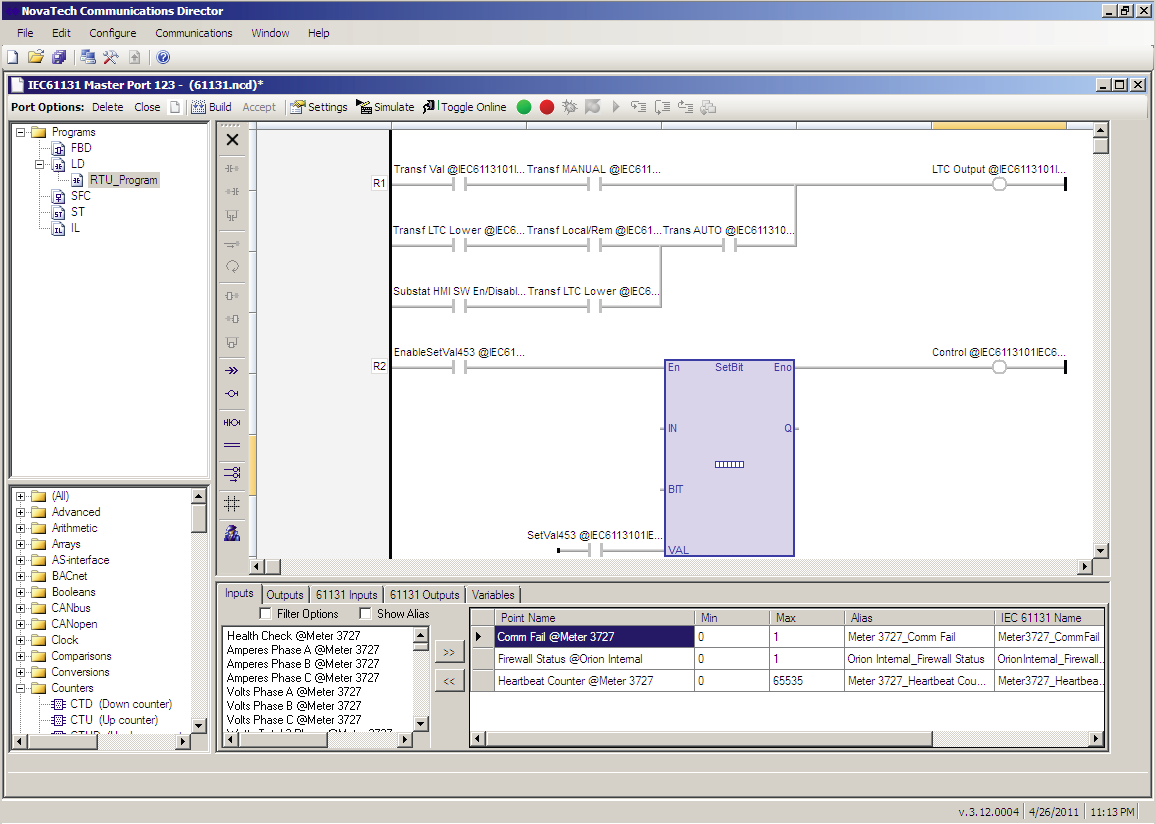 NovaTech Communications Director
File Edit Configure Communications Window Help
IEC61131 Master Port 123 - (61131.ncd)*
Port Options: Delete Close Build Accept Settings Simulate Toggle Online
Programs
FBD
LD
RTU_Program
SFC
ST
IL
(All)
Advanced
Arithmetic
Arrays
AS-interface
BACnet
Booleans
CANbus
CANopen
Clock
Comparisons
Conversions
Counters
CTD (Down counter)
CTU (Up counter)
R1
Transf Val @IEC6113101I... Transf MANUAL @IEC611... LTC Output @IEC6113101I...
Transf LTC Lower @IEC6... Transf Local/Rem @IEC61... Trans AUTO @IEC611310...
Substat HMI SW En/Disabl... Transf LTC Lower @IEC6...
R2
EnableSetVal453 @IEC61... Control @IEC6113101IEC6...
En SetBit Eno
IN Q
BIT
SetVal453 @IEC6113101IE...
VAL
Inputs Outputs 61131 Inputs 61131 Outputs Variables
Filter Options Show Alias
Health Check @Meter 3727
Amperes Phase A @Meter 3727
Amperes Phase B @Meter 3727
Amperes Phase C @Meter 3727
Volts Phase A @Meter 3727
Volts Phase B @Meter 3727
Volts Phase C @Meter 3727
>>
<<
Point Name Min Max Alias IEC 61131 Name
Comm Fail @Meter 3727 0 1 Meter 3727_Comm Fail Meter3727_CommFail
Firewall Status @Orion Internal 0 1 Orion Internal_Firewall Status OrionInternal_Firewall...
Heartbeat Counter @Meter 3727 0 65535 Meter 3727_Heartbeat Cou... Meter3727_Heartbea...
v.3.12.0004 4/26/2011 11:13 PM